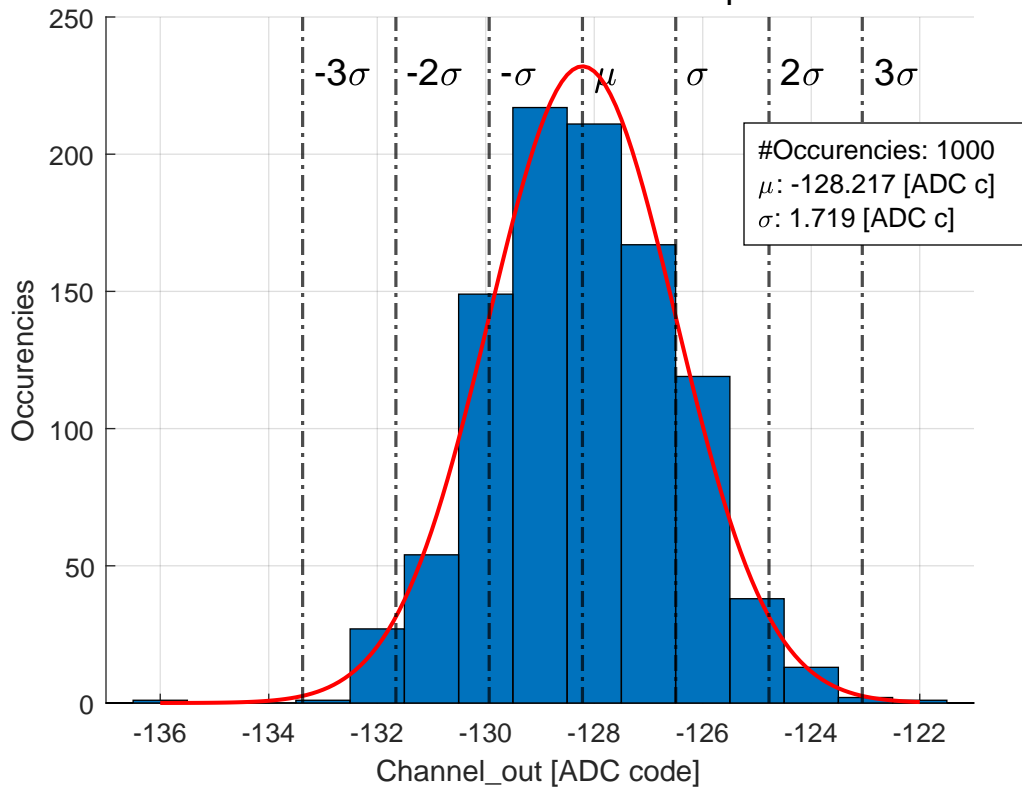 250
200
150
100
50
0
-3σ -2σ -σ μ σ 2σ 3σ
#Occurencies: 1000
μ: -128.217 [ADC c]
σ: 1.719 [ADC c]
Occurencies
-136 -134 -132 -130 -128 -126 -124 -122
Channel_out [ADC code]